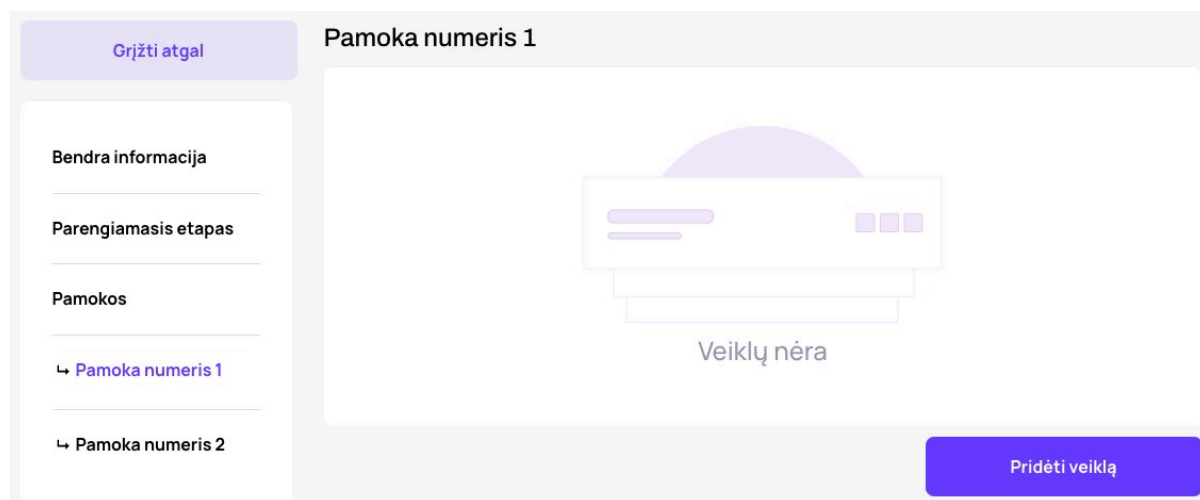 Grįžti atgal
Pamoka numeris 1
Bendra informacija
Parengiamasis etapas
Pamokos
↳ Pamoka numeris 1
↳ Pamoka numeris 2
Veiklų nėra
Pridėti veiklą